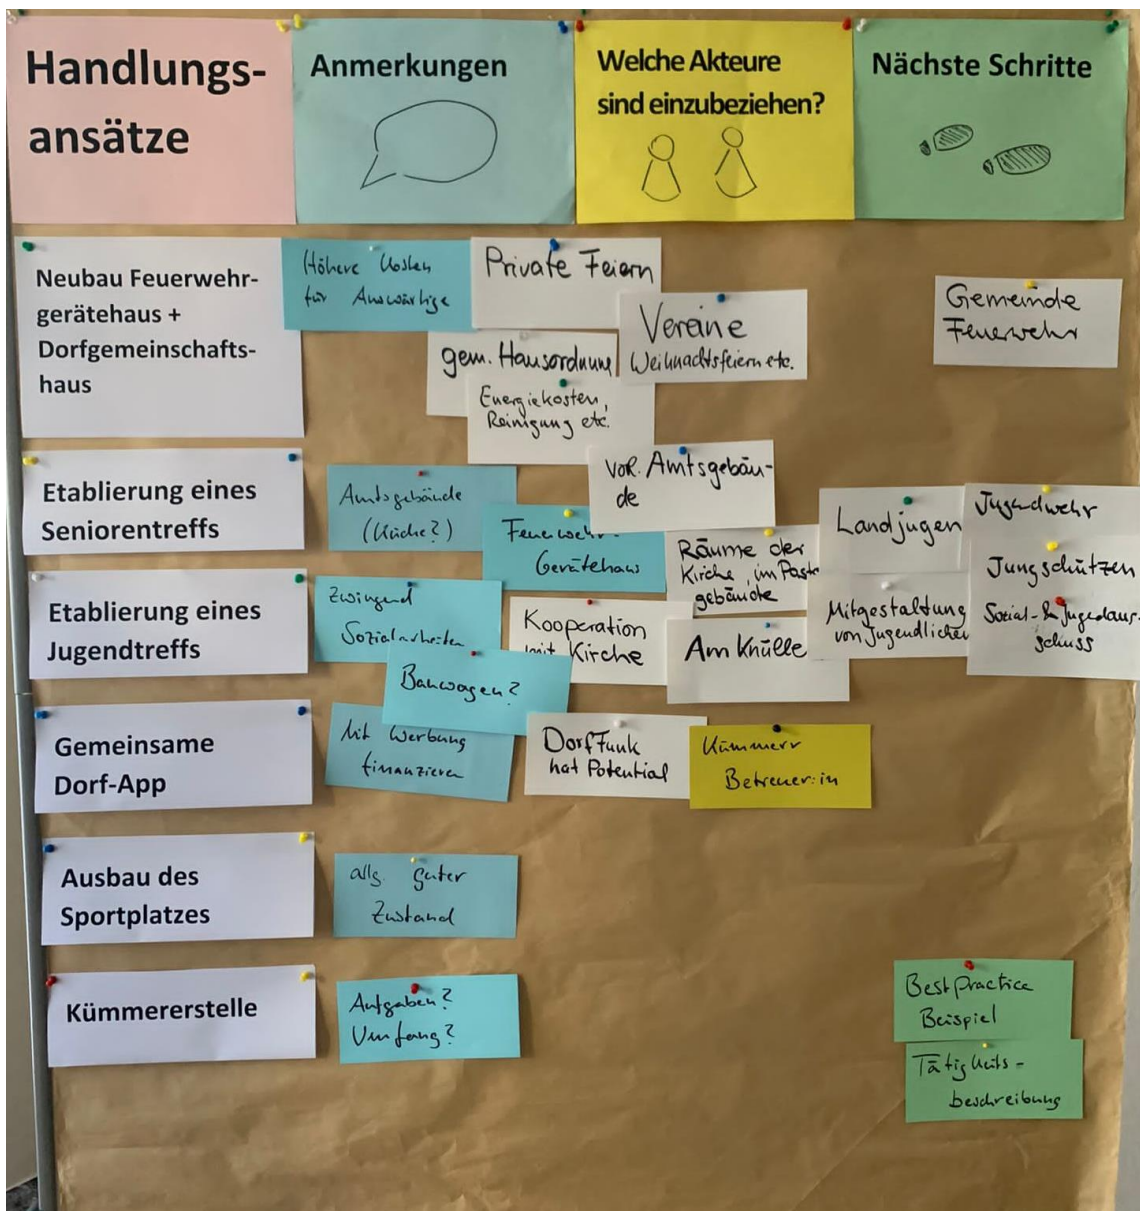 Handlungs-
ansätze
Anmerkungen
Welche Akteure
sind einzubeziehen?
Nächste Schritte
Neubau Feuerwehr-
gerätehaus +
Dorfgemeinschafts-
haus
Höhere Kosten
für Auswärtige
Private Feiern
Vereine
Weihnachtsfeiern etc.
gem. Hausordnung
Energiekosten,
Reinigung etc.
Gemeinde
Feuerwehr
Etablierung eines
Seniorentreffs
Amtsgebäude
(Küche?)
Feuerwehr-
Gerätehaus
vor. Amtsgebäu-
de
Räume der
Kirche, im Pasto
gebäude
Landjugen
Jugendwehr
Jungschützen
Sozial- & Jugendaus-
schuss
Etablierung eines
Jugendtreffs
Zwingend
Sozialarbeiter
Bauwagen?
Kooperation
mit Kirche
Am Knülle
Mitgestaltung
von Jugendlichen
Gemeinsame
Dorf-App
Mit Werbung
finanzieren
DorfFunk
hat Potential
Kümmerr
Betreuer:in
Ausbau des
Sportplatzes
allg. guter
Zustand
Kümmererstelle
Aufgaben?
Umfang?
Best Practice
Beispiel
Tätigkeits-
beschreibung